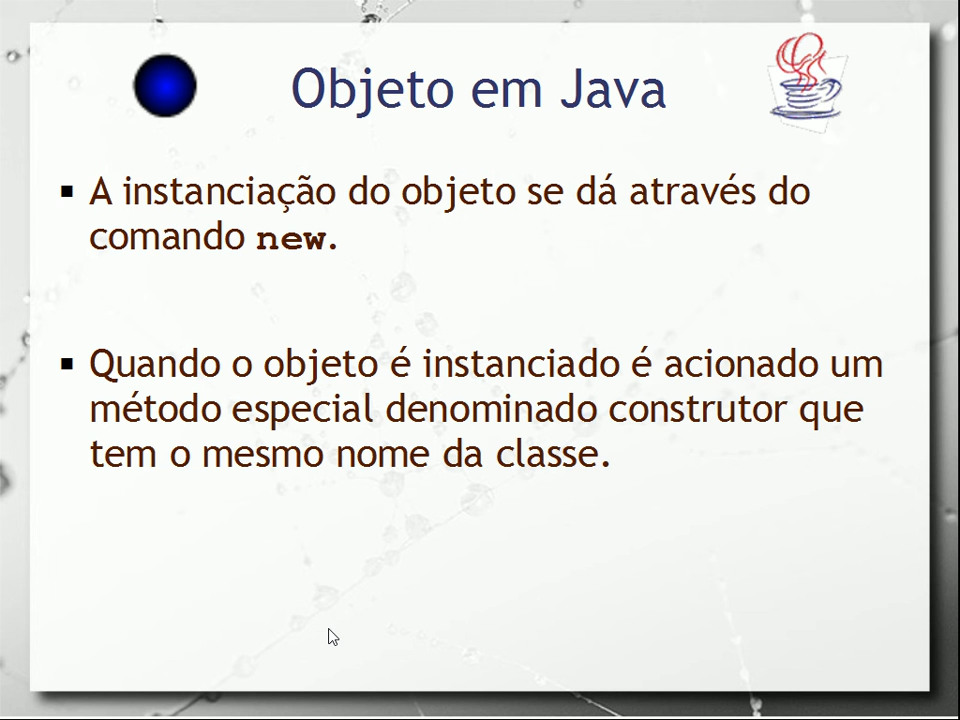 Objeto em Java
▪ A instanciação do objeto se dá através do
comando new.
▪ Quando o objeto é instanciado é acionado um
método especial denominado construtor que
tem o mesmo nome da classe.